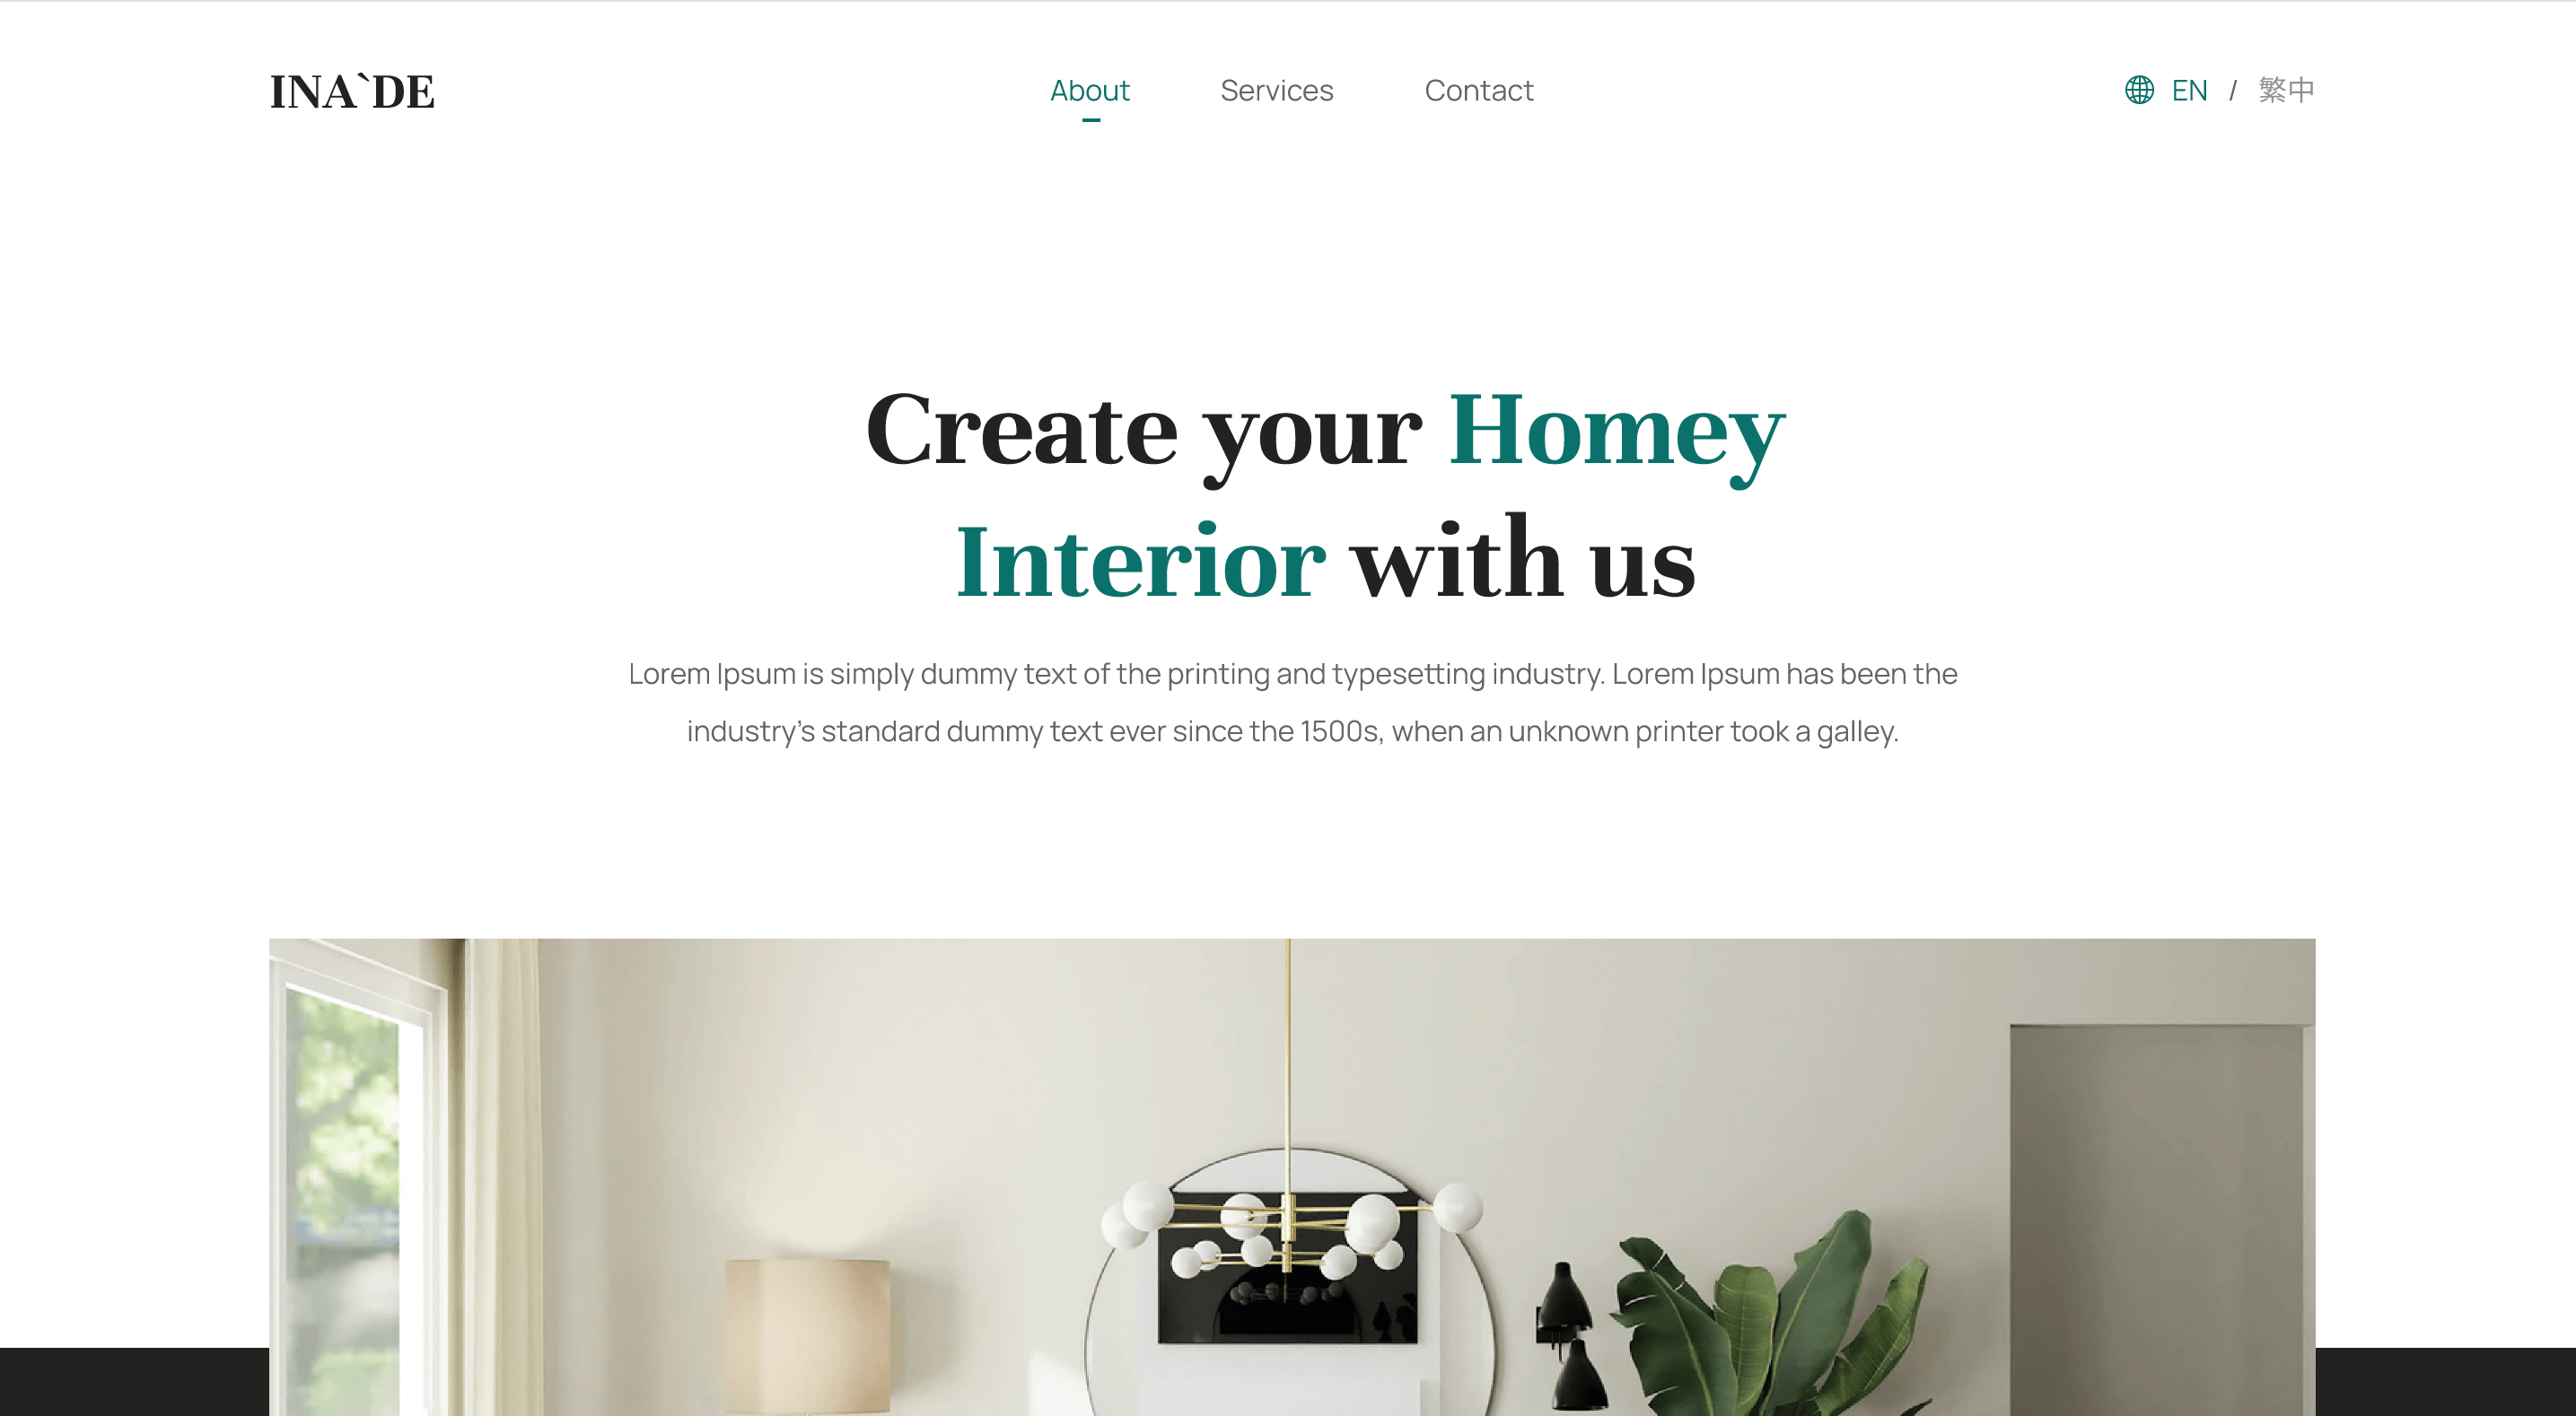 INA`DE
About Services Contact
EN / 繁中
Create your Homey
Interior with us
Lorem Ipsum is simply dummy text of the printing and typesetting industry. Lorem Ipsum has been the
industry’s standard dummy text ever since the 1500s, when an unknown printer took a galley.